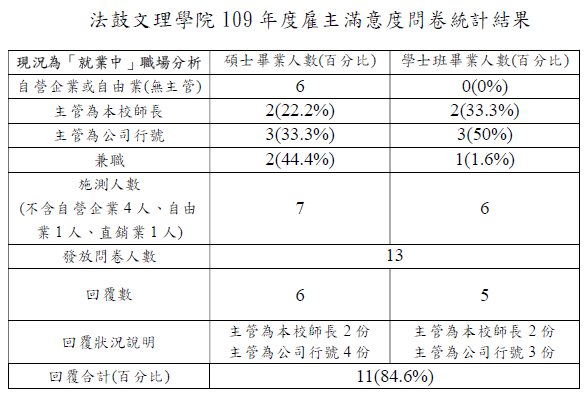 法鼓文理學院 109 年度雇主滿意度問卷統計結果
現況為「就業中」職場分析 碩士畢業人數(百分比) 學士班畢業人數(百分比)
自營企業或自由業(無主管) 6 0(0%)
主管為本校師長 2(22.2%) 2(33.3%)
主管為公司行號 3(33.3%) 3(50%)
兼職 2(44.4%) 1(1.6%)
施測人數
(不含自營企業 4 人、自由
業 1 人、直銷業 1 人) 7 6
發放問卷人數 13
回覆數 6 5
回覆狀況說明
主管為本校師長 2 份
主管為公司行號 4 份
主管為本校師長 2 份
主管為公司行號 3 份
回覆合計(百分比) 11(84.6%)